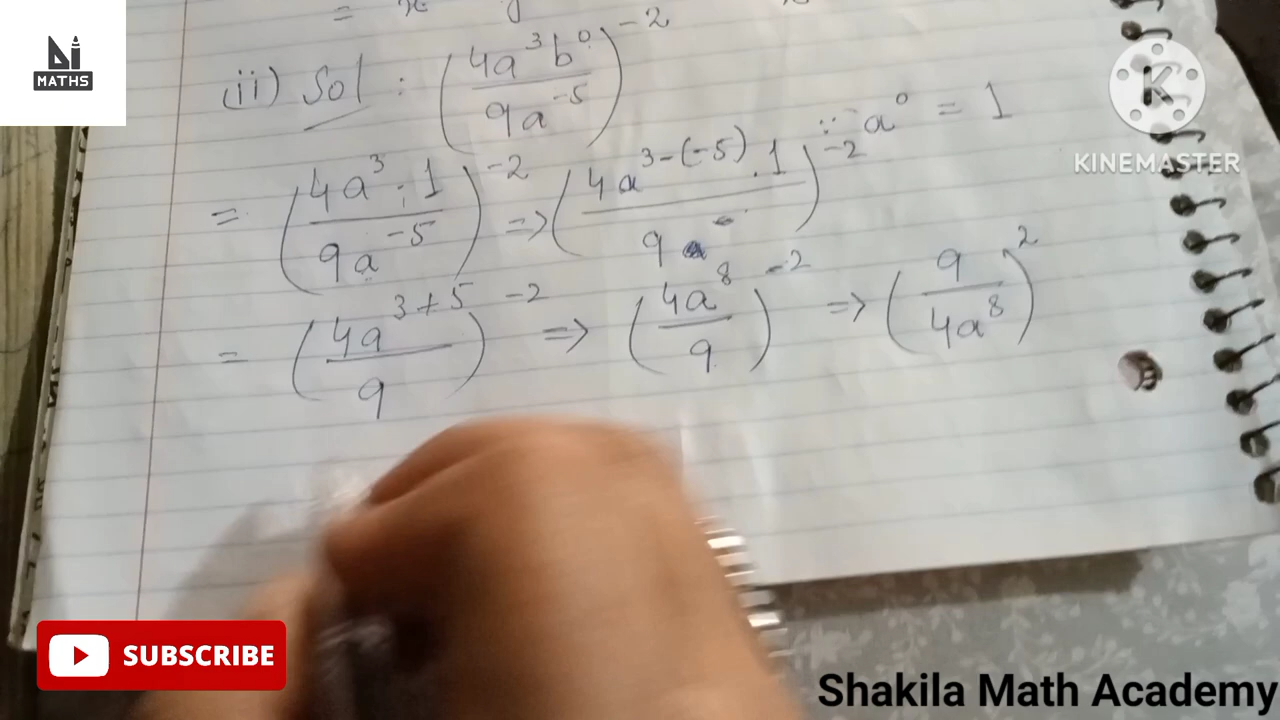 MATHS
(ii) Sol : (4a³b⁰ / 9a⁻⁵)⁻²
∵ a⁰ = 1
= (4a³ · 1 / 9a⁻⁵)⁻² ⇒ (4a³⁻⁽⁻⁵⁾ · 1 / 9)⁻²
= (4a³⁺⁵ / 9)⁻² ⇒ (4a⁸ / 9)⁻² ⇒ (9 / 4a⁸)²
K
KINEMASTER
SUBSCRIBE
Shakila Math Academy